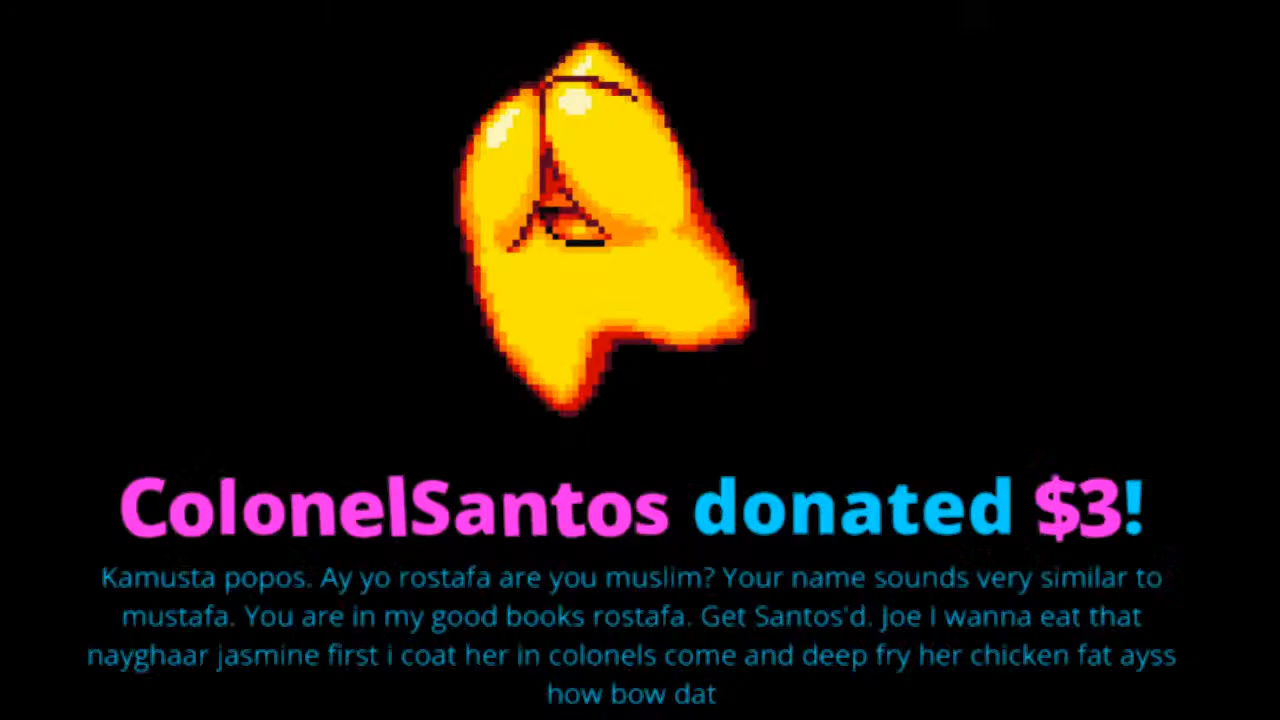 ColonelSantos donated $3!
Kamusta popos. Ay yo rostafa are you muslim? Your name sounds very similar to
mustafa. You are in my good books rostafa. Get Santos'd. Joe I wanna eat that
nayghaar jasmine first i coat her in colonels come and deep fry her chicken fat ayss
how bow dat